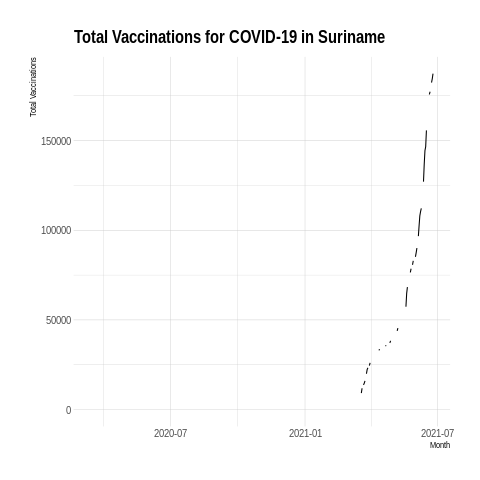 Total Vaccinations for COVID-19 in Suriname
Total Vaccinations
150000
100000
50000
0
2020-07 2021-01 2021-07
Month